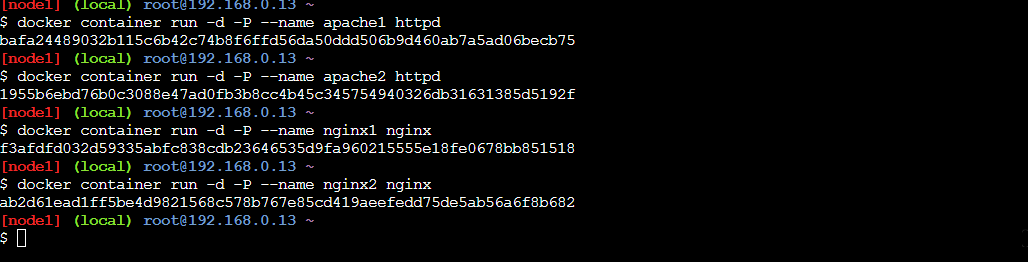 [node1] (local) root@192.168.0.13 ~
$ docker container run -d -P --name apache1 httpd
bafa24489032b115c6b42c74b8f6ffd56da50ddd506b9d460ab7a5ad06becb75
[node1] (local) root@192.168.0.13 ~
$ docker container run -d -P --name apache2 httpd
1955b6ebd76b0c3088e47ad0fb3b8cc4b45c345754940326db31631385d5192f
[node1] (local) root@192.168.0.13 ~
$ docker container run -d -P --name nginx1 nginx
f3afdfd032d59335abfc838cdb23646535d9fa960215555e18fe0678bb851518
[node1] (local) root@192.168.0.13 ~
$ docker container run -d -P --name nginx2 nginx
ab2d61ead1ff5be4d9821568c578b767e85cd419aeefedd75de5ab56a6f8b682
[node1] (local) root@192.168.0.13 ~
$